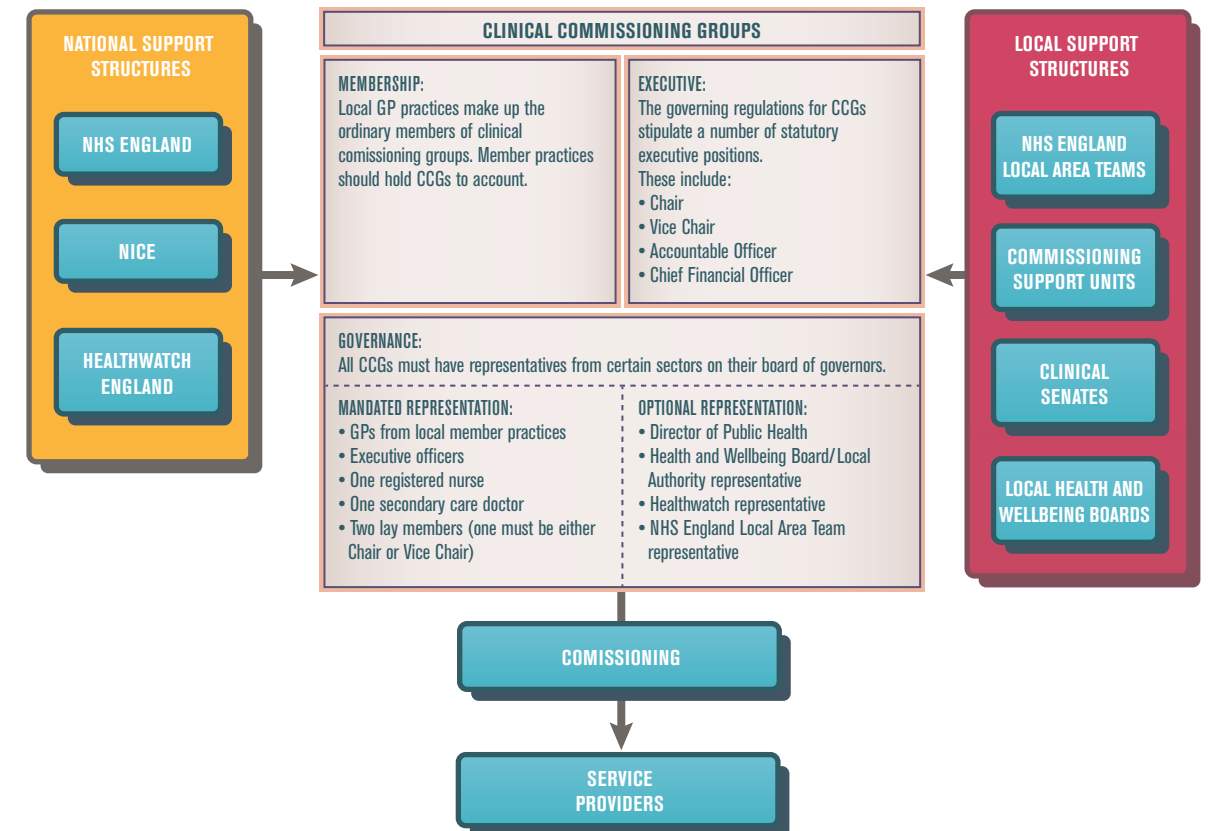 NATIONAL SUPPORT
STRUCTURES
NHS ENGLAND
NICE
HEALTHWATCH
ENGLAND
CLINICAL COMMISSIONING GROUPS
MEMBERSHIP:
Local GP practices make up the
ordinary members of clinical
comissioning groups. Member practices
should hold CCGs to account.
EXECUTIVE:
The governing regulations for CCGs
stipulate a number of statutory
executive positions.
These include:
• Chair
• Vice Chair
• Accountable Officer
• Chief Financial Officer
GOVERNANCE:
All CCGs must have representatives from certain sectors on their board of governors.
MANDATED REPRESENTATION:
• GPs from local member practices
• Executive officers
• One registered nurse
• One secondary care doctor
• Two lay members (one must be either
Chair or Vice Chair)
OPTIONAL REPRESENTATION:
• Director of Public Health
• Health and Wellbeing Board/Local
Authority representative
• Healthwatch representative
• NHS England Local Area Team
representative
LOCAL SUPPORT
STRUCTURES
NHS ENGLAND
LOCAL AREA TEAMS
COMMISSIONING
SUPPORT UNITS
CLINICAL
SENATES
LOCAL HEALTH AND
WELLBEING BOARDS
COMISSIONING
SERVICE
PROVIDERS